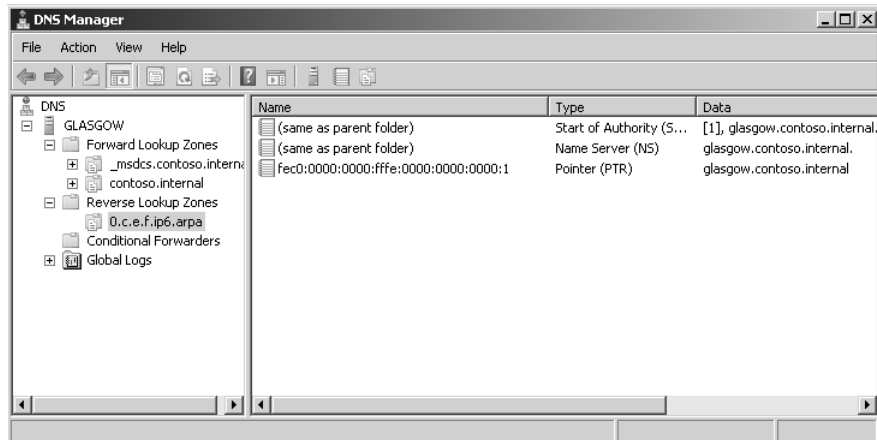 DNS Manager
File Action View Help
DNS
GLASGOW
Forward Lookup Zones
_msdcs.contoso.interna
contoso.internal
Reverse Lookup Zones
0.c.e.f.ip6.arpa
Conditional Forwarders
Global Logs
Name Type Data
(same as parent folder) Start of Authority (S... [1], glasgow.contoso.internal.
(same as parent folder) Name Server (NS) glasgow.contoso.internal.
fec0:0000:0000:fffe:0000:0000:0000:1 Pointer (PTR) glasgow.contoso.internal